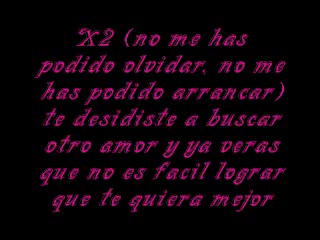 X2 (no me has
podido olvidar, no me
has podido arrancar)
te desidiste a buscar
otro amor y ya veras
que no es facil lograr
que te quiera mejor